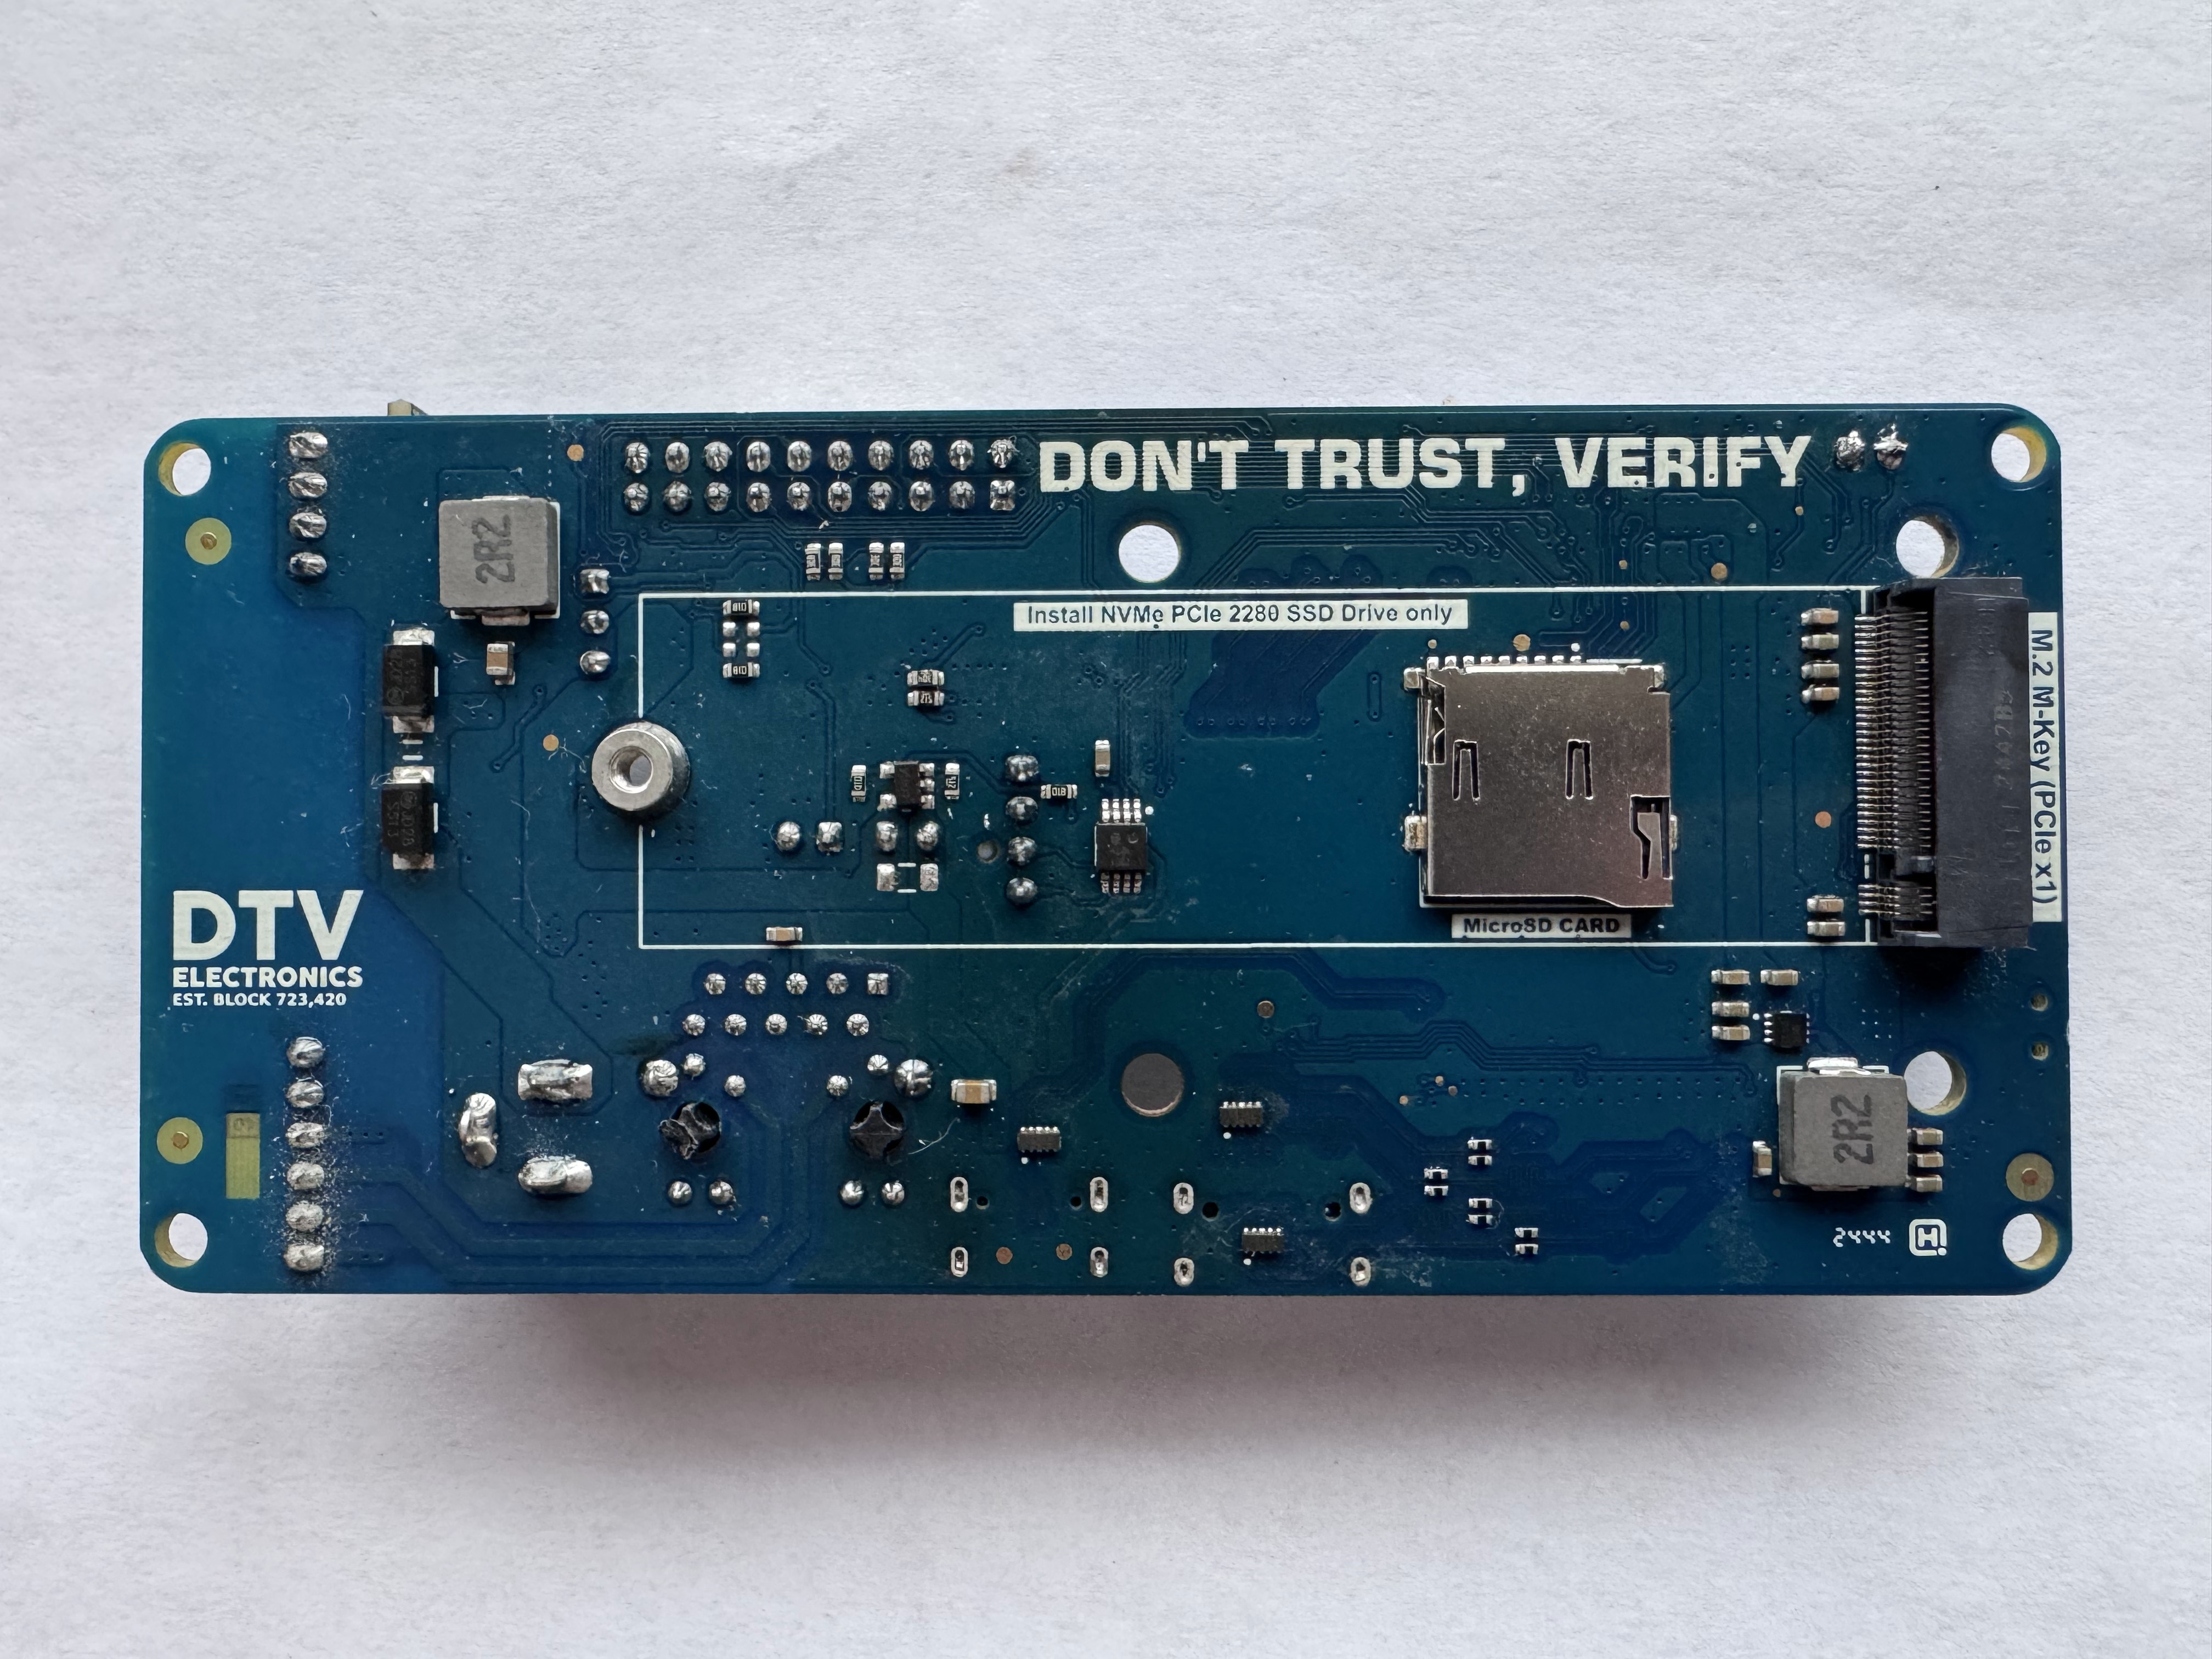 DON'T TRUST, VERIFY
2R2
Install NVMe PCIe 2280 SSD Drive only
M.2 M-Key (PCIe x1)
MicroSD CARD
DTV
ELECTRONICS
EST. BLOCK 723,420
2R2
2444